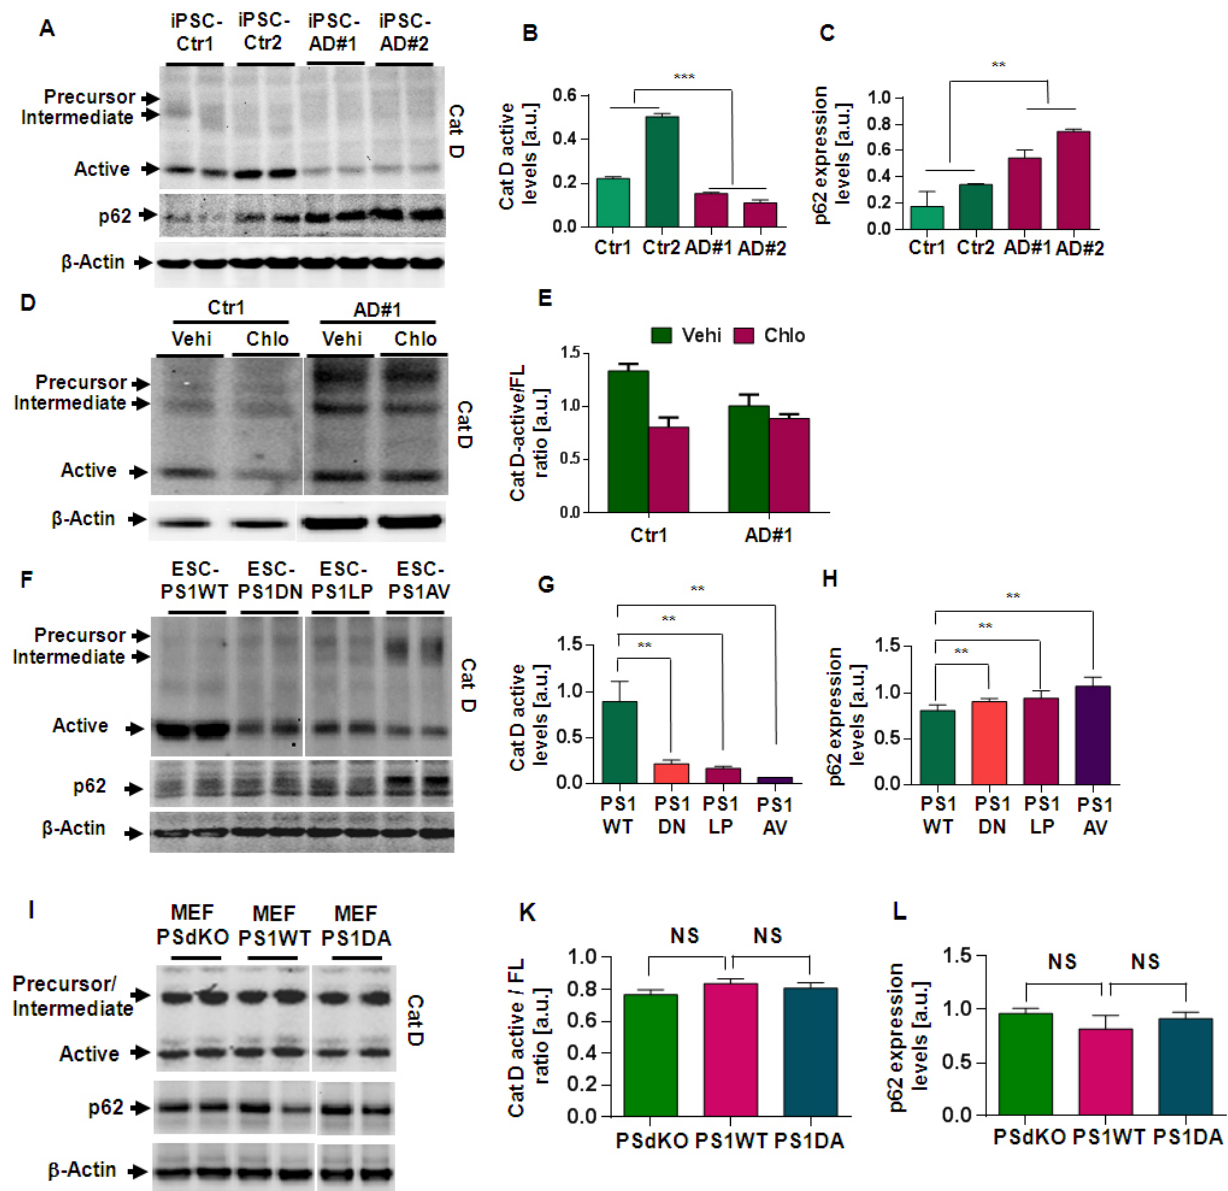 A
iPSC-
Ctr1
iPSC-
Ctr2
iPSC-
AD#1
iPSC-
AD#2
Precursor
Intermediate
Active
Cat D
p62
β-Actin
B
***
Cat D active
levels [a.u.]
0.6
0.4
0.2
0.0
Ctr1
Ctr2
AD#1
AD#2
C
**
p62 expression
levels [a.u.]
1.0
0.8
0.6
0.4
0.2
0.0
Ctr1
Ctr2
AD#1
AD#2
D
Ctr1
AD#1
Vehi
Chlo
Vehi
Chlo
Precursor
Intermediate
Active
Cat D
β-Actin
E
Vehi
Chlo
Cat D-active/FL
ratio [a.u.]
1.5
1.0
0.5
0.0
Ctr1
AD#1
F
ESC-
PS1WT
ESC-
PS1DN
ESC-
PS1LP
ESC-
PS1AV
Precursor
Intermediate
Active
Cat D
p62
β-Actin
G
**
**
**
Cat D active
levels [a.u.]
1.5
1.0
0.5
0.0
PS1
WT
PS1
DN
PS1
LP
PS1
AV
H
**
**
**
p62 expression
levels [a.u.]
1.5
1.0
0.5
0.0
PS1
WT
PS1
DN
PS1
LP
PS1
AV
I
MEF
PSdKO
MEF
PS1WT
MEF
PS1DA
Precursor/
Intermediate
Active
Cat D
p62
β-Actin
K
NS
NS
Cat D active / FL
ratio [a.u.]
1.0
0.8
0.6
0.4
0.2
0.0
PSdKO
PS1WT
PS1DA
L
NS
NS
p62 expression
levels [a.u.]
1.5
1.0
0.5
0.0
PSdKO
PS1WT
PS1DA